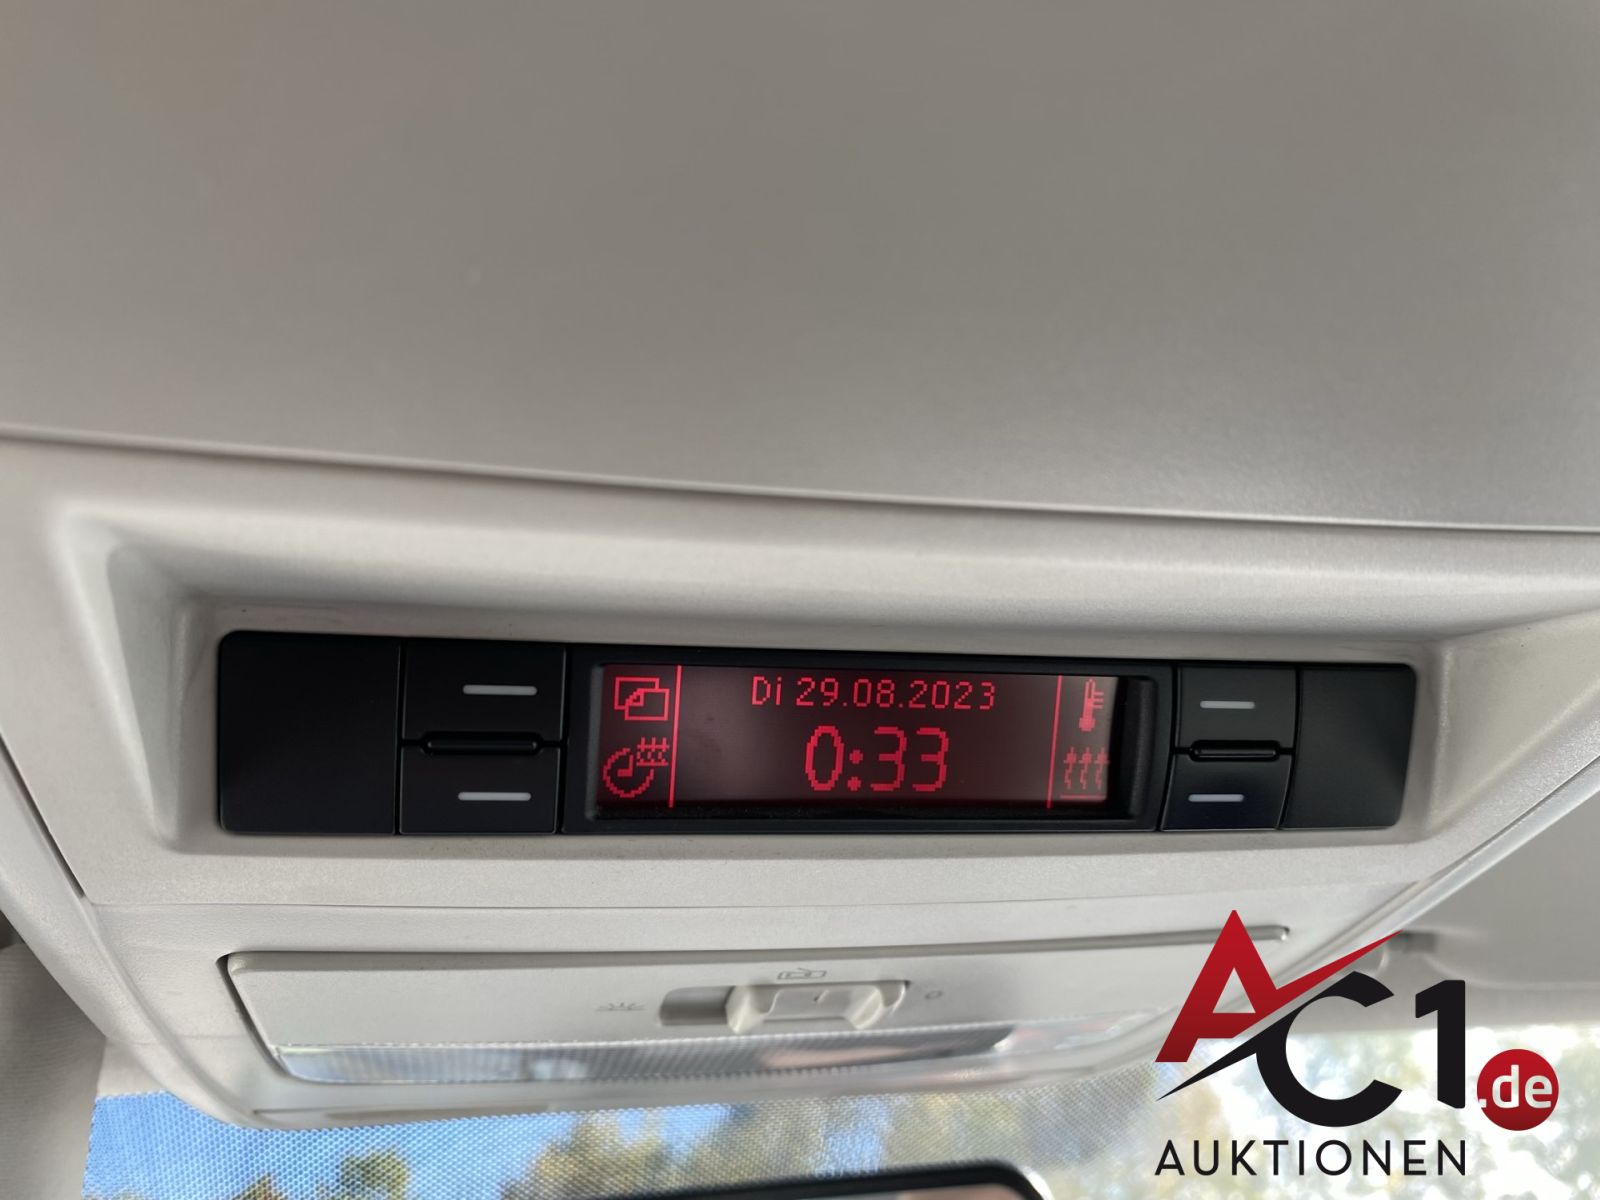 Di 29.08.2023
0:33
AC1.de
AUKTIONEN